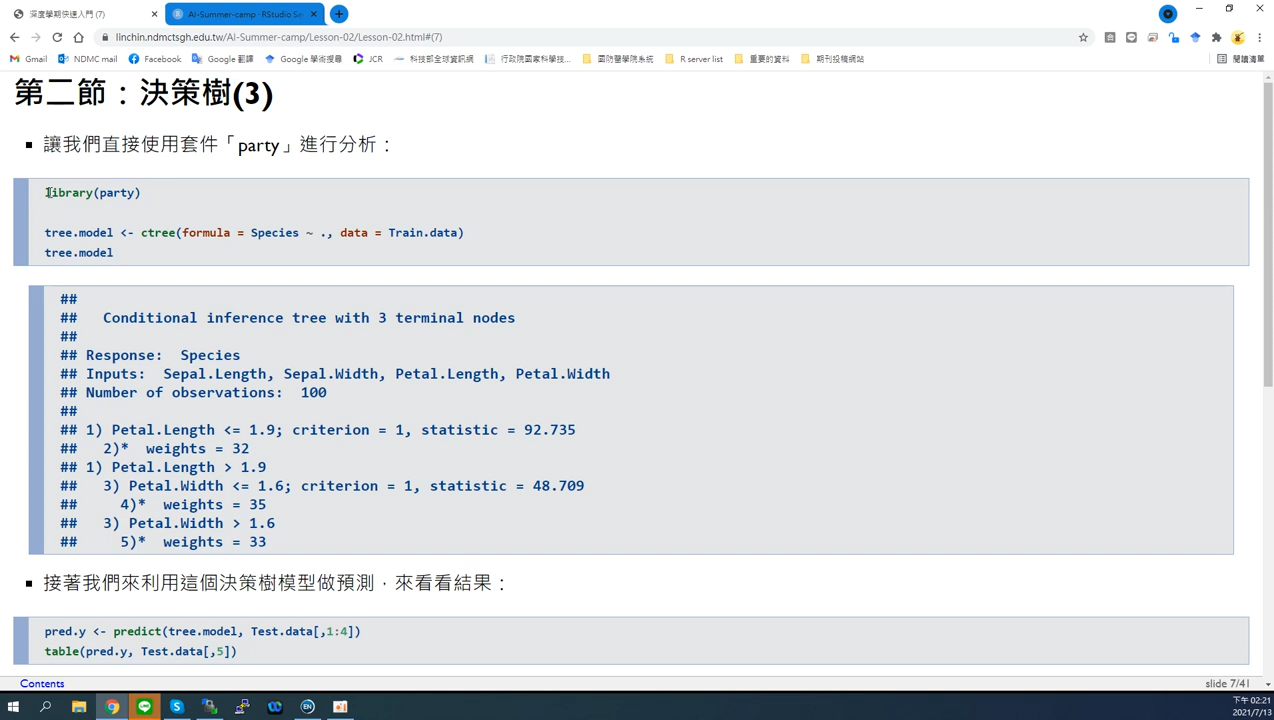 深度學期快速入門 (7)
AI-Summer-camp - RStudio Se
linchin.ndmctsgh.edu.tw/AI-Summer-camp/Lesson-02/Lesson-02.html#(7)
Gmail NDMC mail Facebook Google 翻譯 Google 學術搜尋 JCR 科技部全球資訊網 行政院國家科學技... 國防醫學院系統 R server list 重要的資料 期刊投稿網站 閱讀清單
第二節：決策樹(3)
讓我們直接使用套件「party」進行分析：
library(party)
tree.model <- ctree(formula = Species ~ ., data = Train.data)
tree.model
##
## Conditional inference tree with 3 terminal nodes
##
## Response: Species
## Inputs: Sepal.Length, Sepal.Width, Petal.Length, Petal.Width
## Number of observations: 100
##
## 1) Petal.Length <= 1.9; criterion = 1, statistic = 92.735
## 2)* weights = 32
## 1) Petal.Length > 1.9
## 3) Petal.Width <= 1.6; criterion = 1, statistic = 48.709
## 4)* weights = 35
## 3) Petal.Width > 1.6
## 5)* weights = 33
接著我們來利用這個決策樹模型做預測，來看看結果：
pred.y <- predict(tree.model, Test.data[,1:4])
table(pred.y, Test.data[,5])
Contents
slide 7/41
下午 02:21
2021/7/13